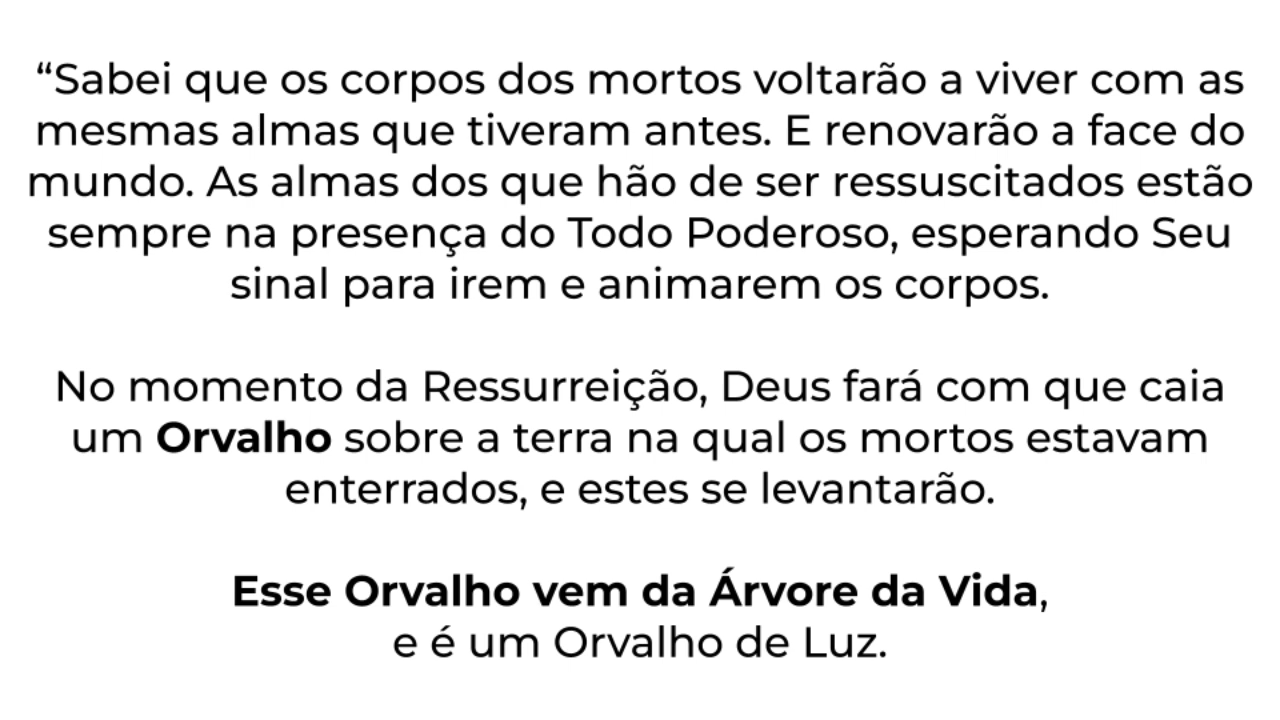 “Sabei que os corpos dos mortos voltarão a viver com as
mesmas almas que tiveram antes. E renovarão a face do
mundo. As almas dos que hão de ser ressuscitados estão
sempre na presença do Todo Poderoso, esperando Seu
sinal para irem e animarem os corpos.
No momento da Ressurreição, Deus fará com que caia
um Orvalho sobre a terra na qual os mortos estavam
enterrados, e estes se levantarão.
Esse Orvalho vem da Árvore da Vida,
e é um Orvalho de Luz.